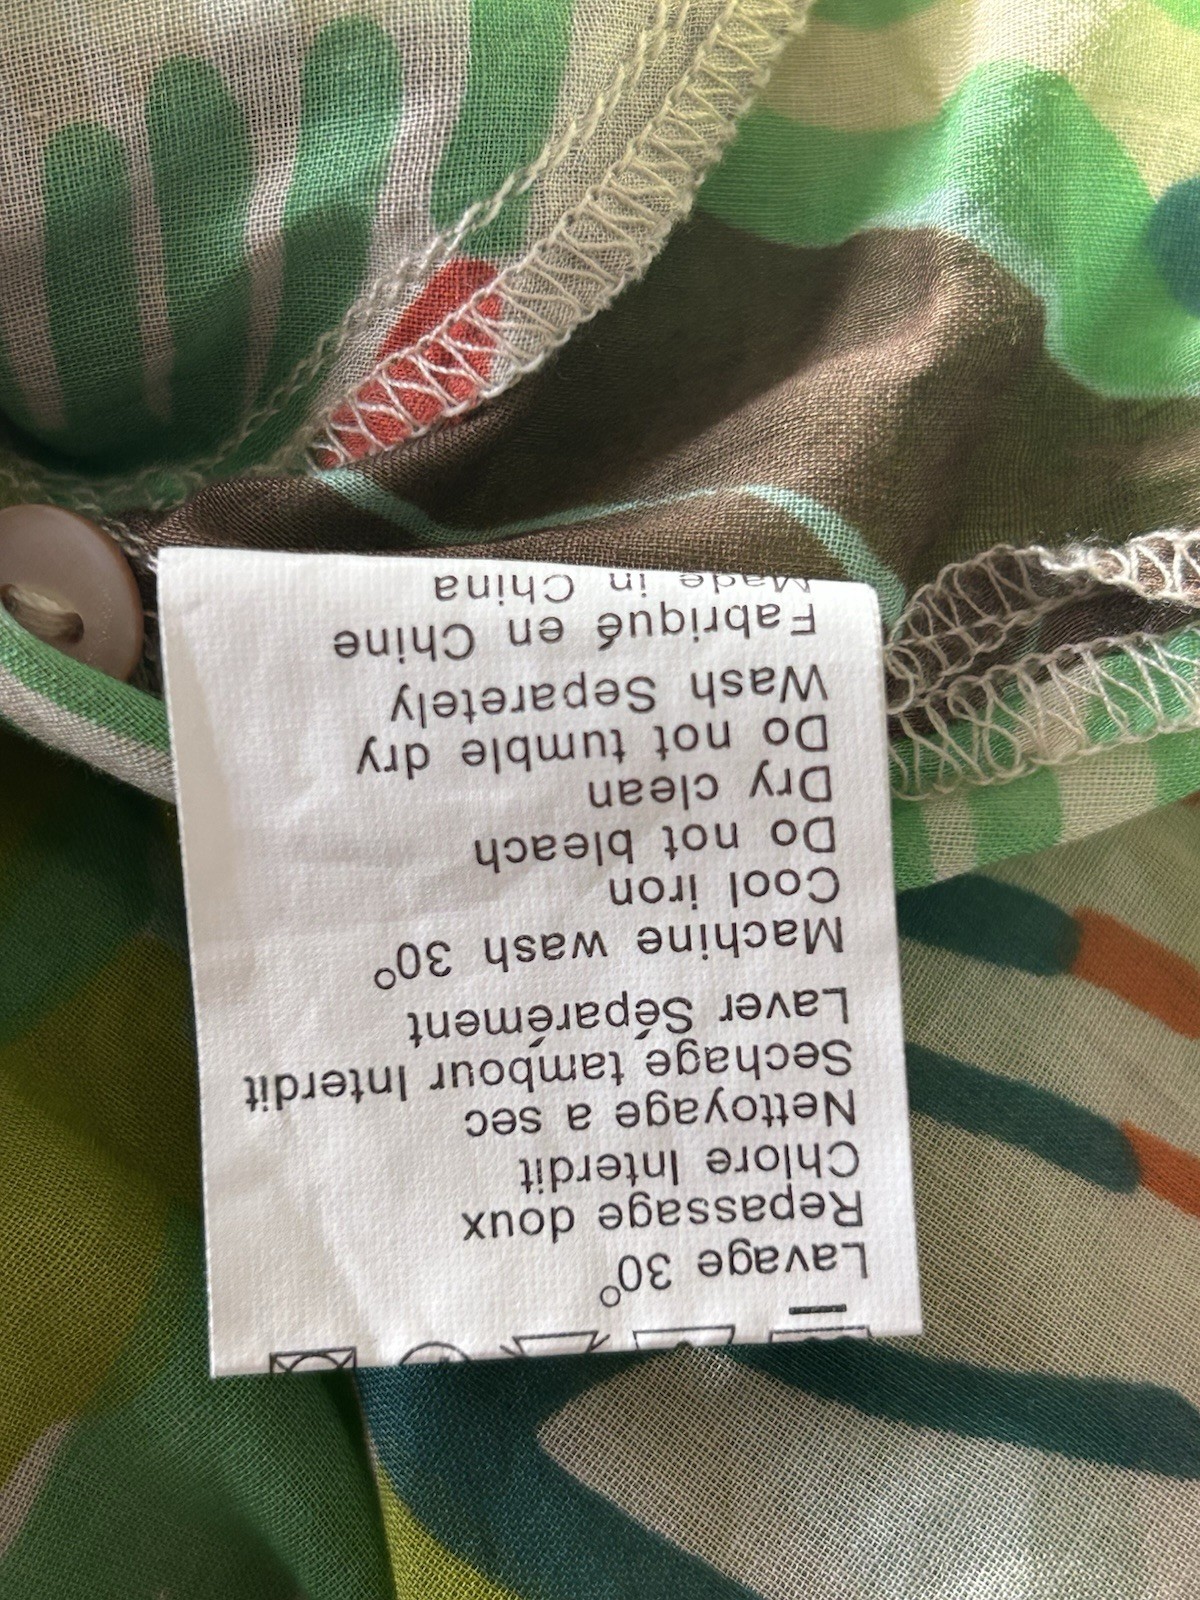 Lavage 30°
Repassage doux
Chlore Interdit
Nettoyage a sec
Sechage tambour Interdit
Laver Séparément
Machine wash 30°
Cool iron
Do not bleach
Dry clean
Do not tumble dry
Wash Separetely
Fabriqué en Chine
Made in China